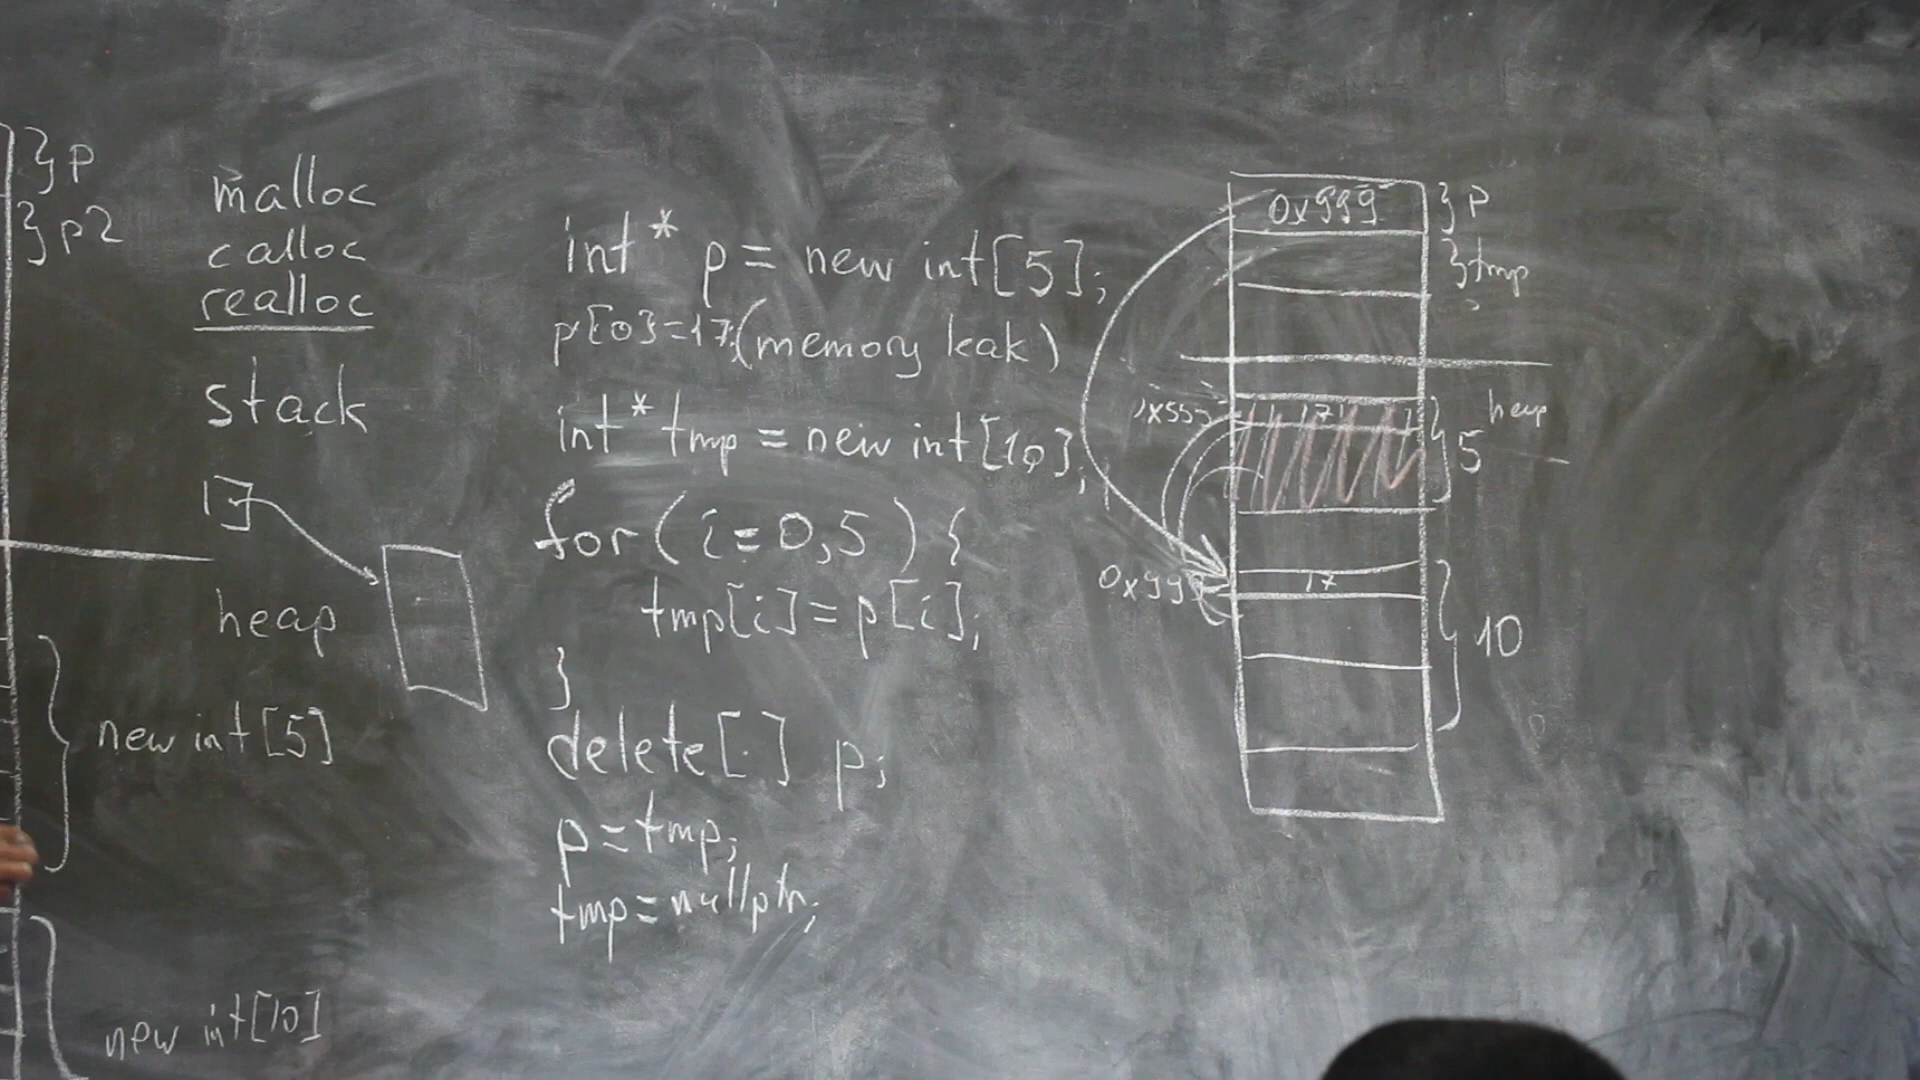 } p
} p2
malloc
calloc
realloc
stack
heap
new int[5]
new int[10]
int* p = new int[5];
p[0]=17;(memory leak)
int* tmp = new int[10];
for(i=0,5){
tmp[i]=p[i];
}
delete[] p;
p=tmp;
tmp=nullptr;
0x999
} p
} tmp
heap
17
} 5
0x999
17
} 10